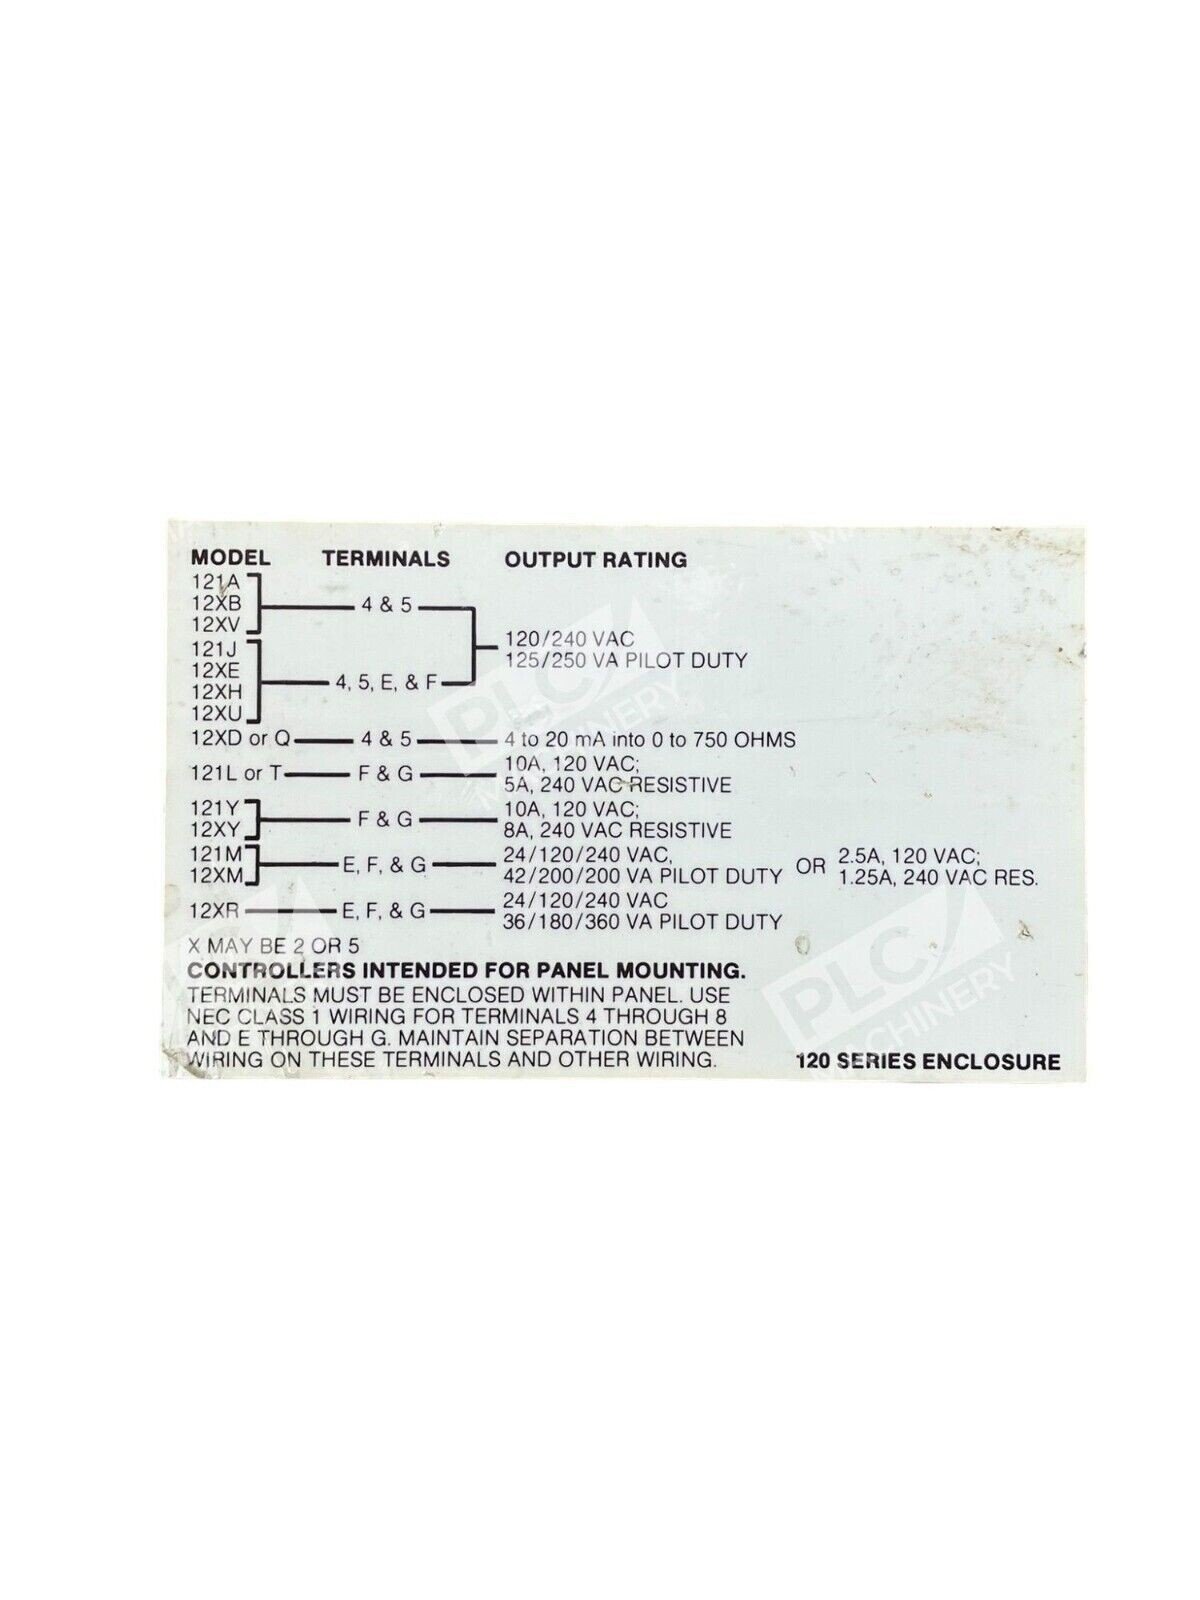 MODEL TERMINALS OUTPUT RATING
121A
12XB 4 & 5
12XV
120/240 VAC
125/250 VA PILOT DUTY
121J
12XE
12XH 4, 5, E, & F
12XU
12XD or Q 4 & 5 4 to 20 mA into 0 to 750 OHMS
121L or T F & G 10A, 120 VAC;
5A, 240 VAC RESISTIVE
121Y F & G 10A, 120 VAC;
12XY 8A, 240 VAC RESISTIVE
121M E, F, & G 24/120/240 VAC, OR 2.5A, 120 VAC;
12XM 42/200/200 VA PILOT DUTY 1.25A, 240 VAC RES.
12XR E, F, & G 24/120/240 VAC
36/180/360 VA PILOT DUTY
X MAY BE 2 OR 5
CONTROLLERS INTENDED FOR PANEL MOUNTING.
TERMINALS MUST BE ENCLOSED WITHIN PANEL. USE
NEC CLASS 1 WIRING FOR TERMINALS 4 THROUGH 8
AND E THROUGH G. MAINTAIN SEPARATION BETWEEN
WIRING ON THESE TERMINALS AND OTHER WIRING.
120 SERIES ENCLOSURE
PLC
MACHINERY
PLC
MACHINERY